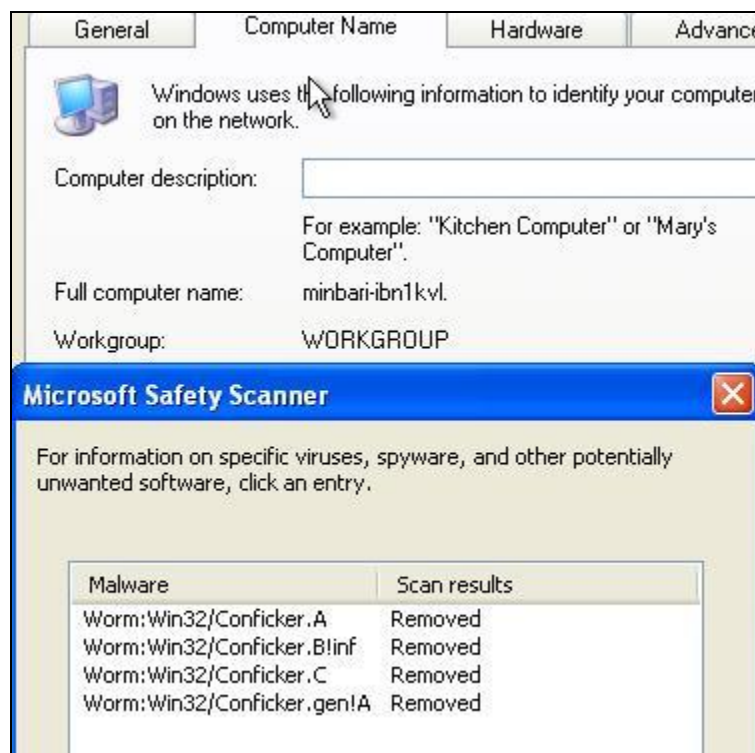 General Computer Name Hardware Advance
Windows uses the following information to identify your computer
on the network.
Computer description:
For example: "Kitchen Computer" or "Mary's
Computer".
Full computer name: minbari-ibn1kvl.
Workgroup: WORKGROUP
Microsoft Safety Scanner
For information on specific viruses, spyware, and other potentially
unwanted software, click an entry.
Malware Scan results
Worm:Win32/Conficker.A Removed
Worm:Win32/Conficker.B!inf Removed
Worm:Win32/Conficker.C Removed
Worm:Win32/Conficker.gen!A Removed